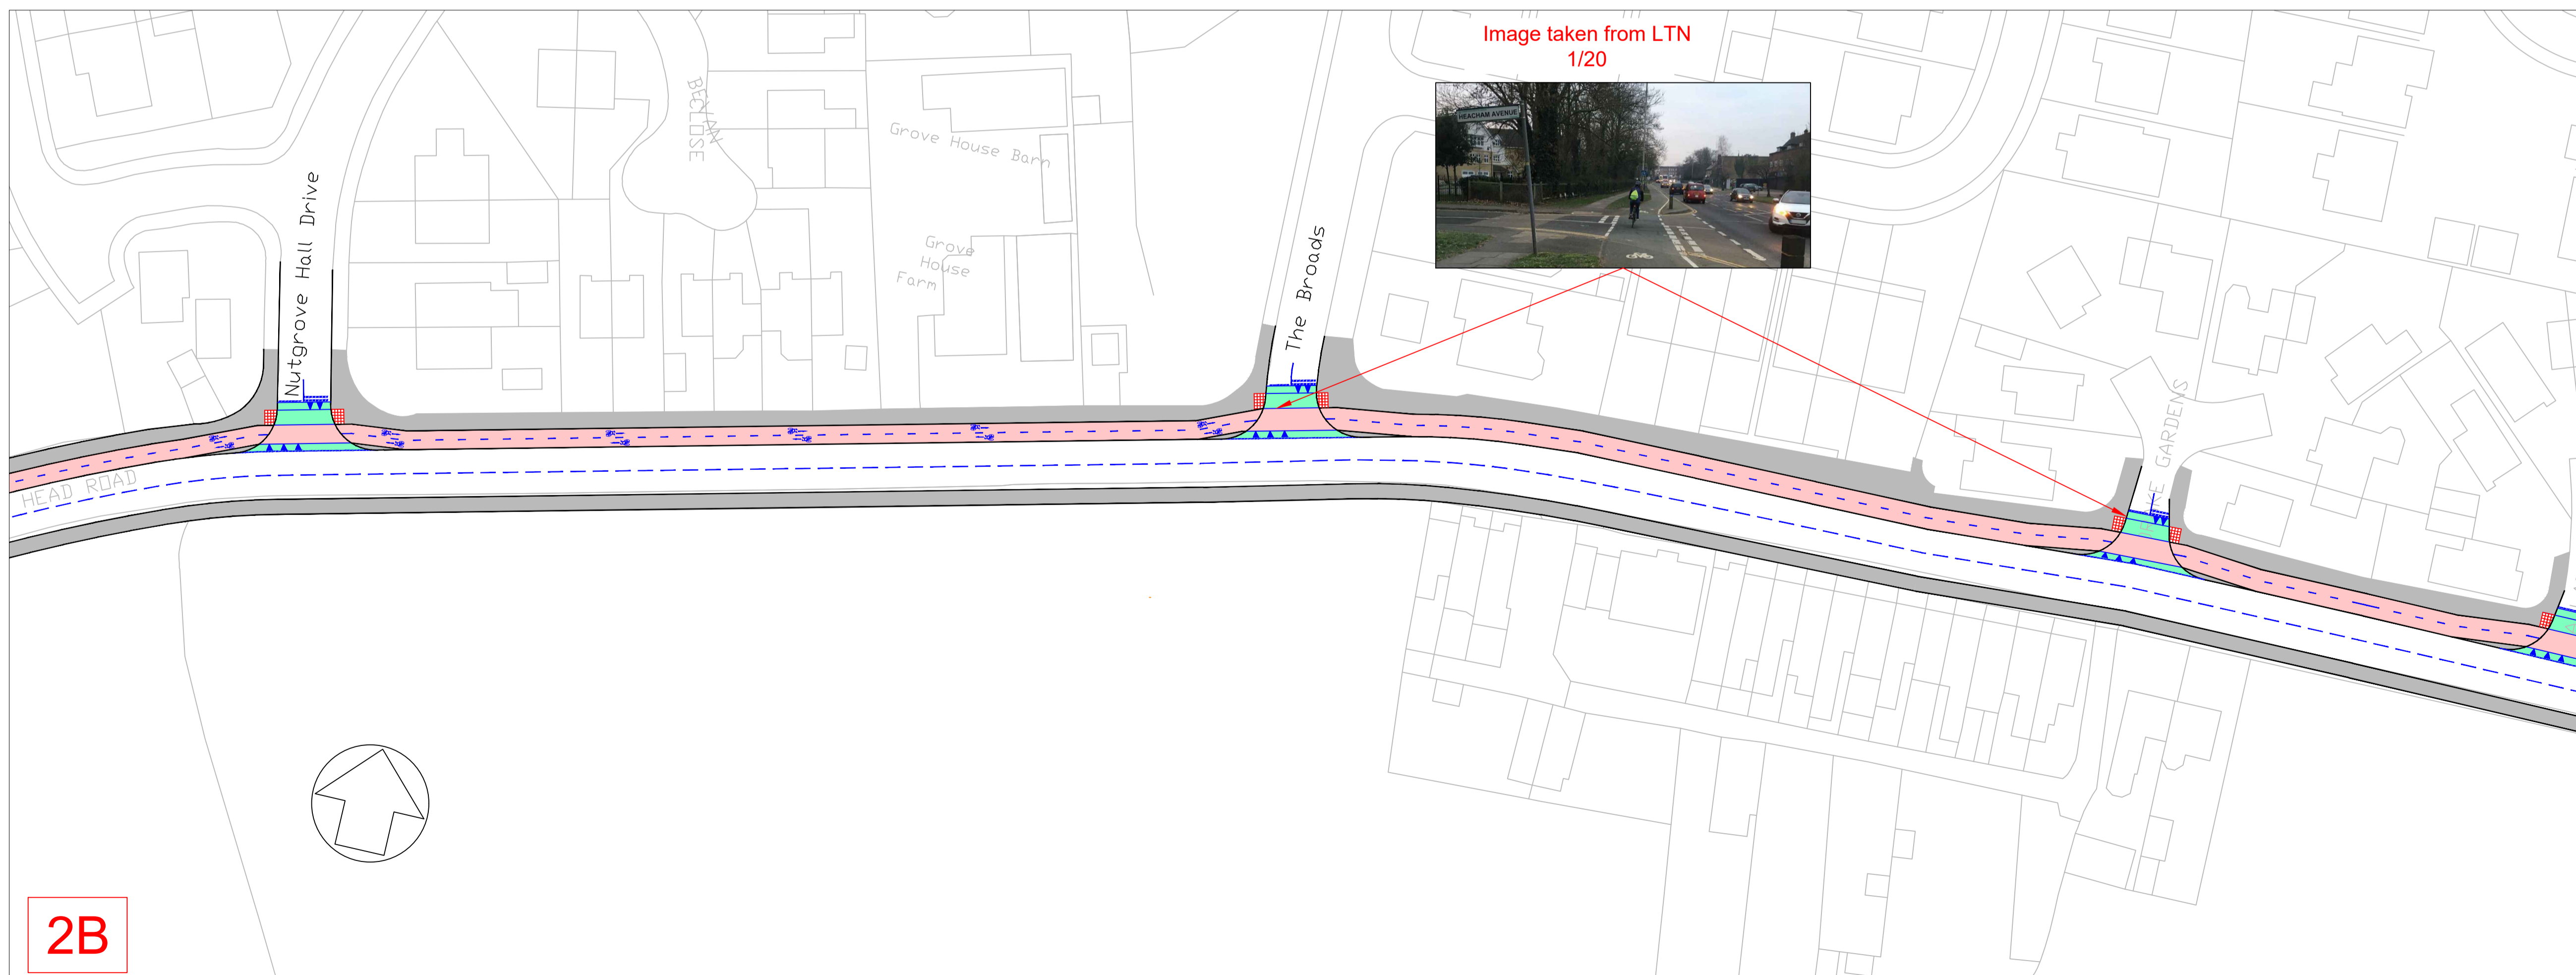 Image taken from LTN
1/20
HEACHAM AVENUE
Nutgrove Hall Drive
CLOSE
Grove House Barn
Grove
House
Farm
The Broads
GARDENS
HEAD ROAD
2B